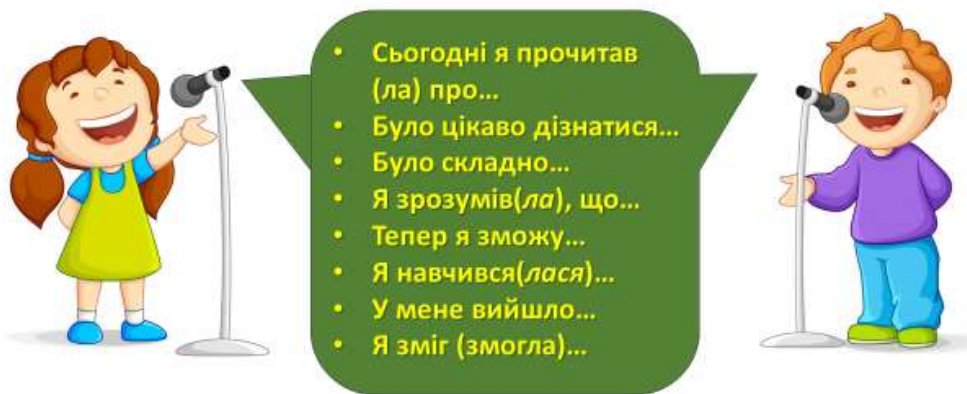 • Сьогодні я прочитав
(ла) про…
• Було цікаво дізнатися…
• Було складно…
• Я зрозумів(ла), що…
• Тепер я зможу…
• Я навчився(лася)…
• У мене вийшло…
• Я зміг (змогла)…